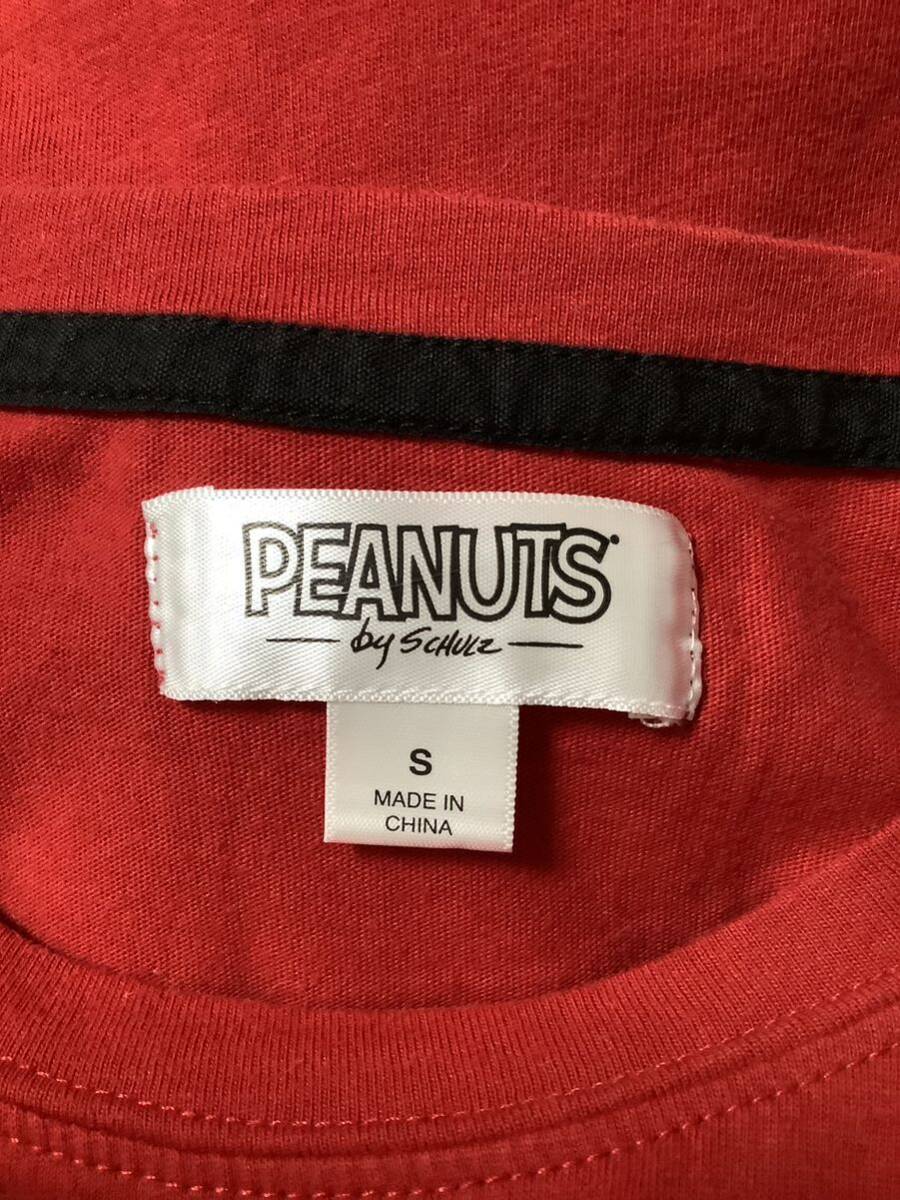 PEANUTS
by SCHULZ
S
MADE IN
CHINA